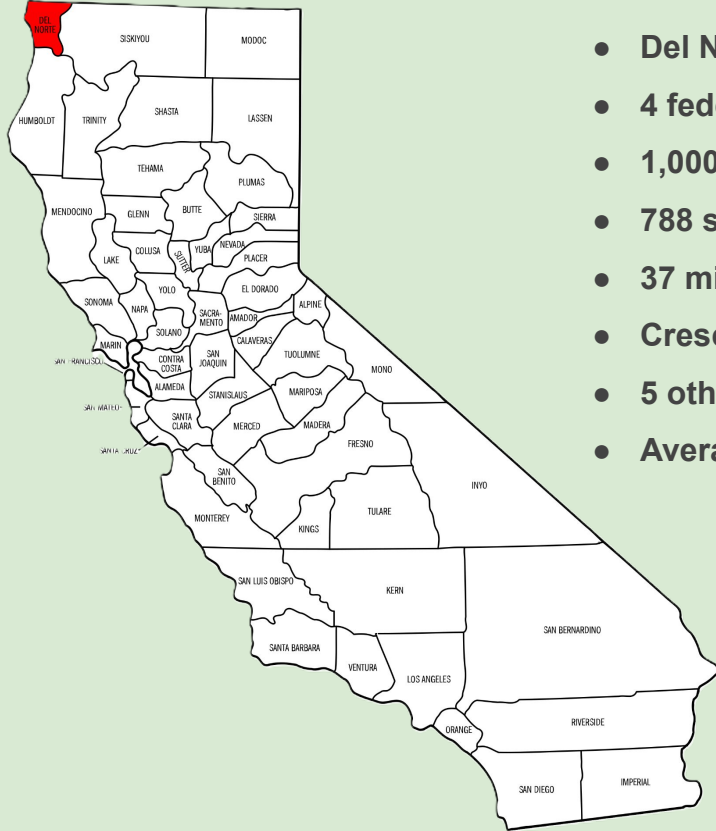 DEL
NORTE
SISKIYOU
MODOC
HUMBOLDT
TRINITY
SHASTA
LASSEN
TEHAMA
PLUMAS
MENDOCINO
GLENN
BUTTE
SIERRA
LAKE
COLUSA
SUTTER
YUBA
NEVADA
PLACER
SONOMA
NAPA
YOLO
EL DORADO
SACRA-
MENTO
AMADOR
ALPINE
SOLANO
MARIN
CALAVERAS
SAN FRANCISCO
CONTRA
COSTA
SAN
JOAQUIN
TUOLUMNE
MONO
ALAMEDA
STANISLAUS
MARIPOSA
SAN MATEO
SANTA
CLARA
MERCED
MADERA
SANTA CRUZ
FRESNO
SAN
BENITO
INYO
MONTEREY
KINGS
TULARE
SAN LUIS OBISPO
KERN
SAN BERNARDINO
SANTA BARBARA
VENTURA
LOS ANGELES
ORANGE
RIVERSIDE
SAN DIEGO
IMPERIAL
● Del N
● 4 fed
● 1,000
● 788 s
● 37 mi
● Cresc
● 5 oth
● Avera